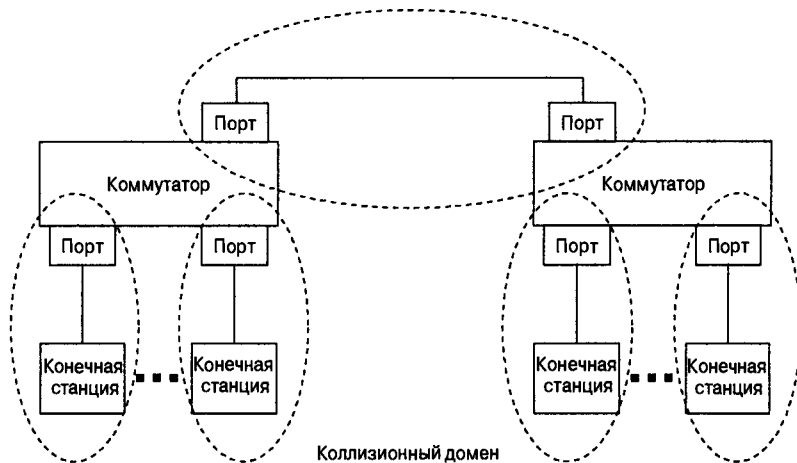 Порт
Порт
Коммутатор
Коммутатор
Порт
Порт
Порт
Порт
Конечная
станция
Конечная
станция
Конечная
станция
Конечная
станция
Коллизионный домен